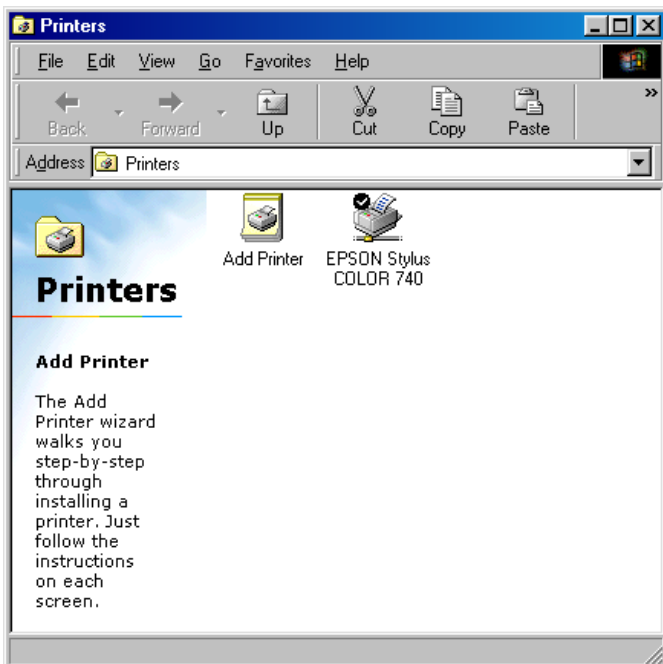 Printers
File Edit View Go Favorites Help
Back Forward Up Cut Copy Paste »
Address Printers
Add Printer
EPSON Stylus
COLOR 740
Printers
Add Printer
The Add
Printer wizard
walks you
step-by-step
through
installing a
printer. Just
follow the
instructions
on each
screen.